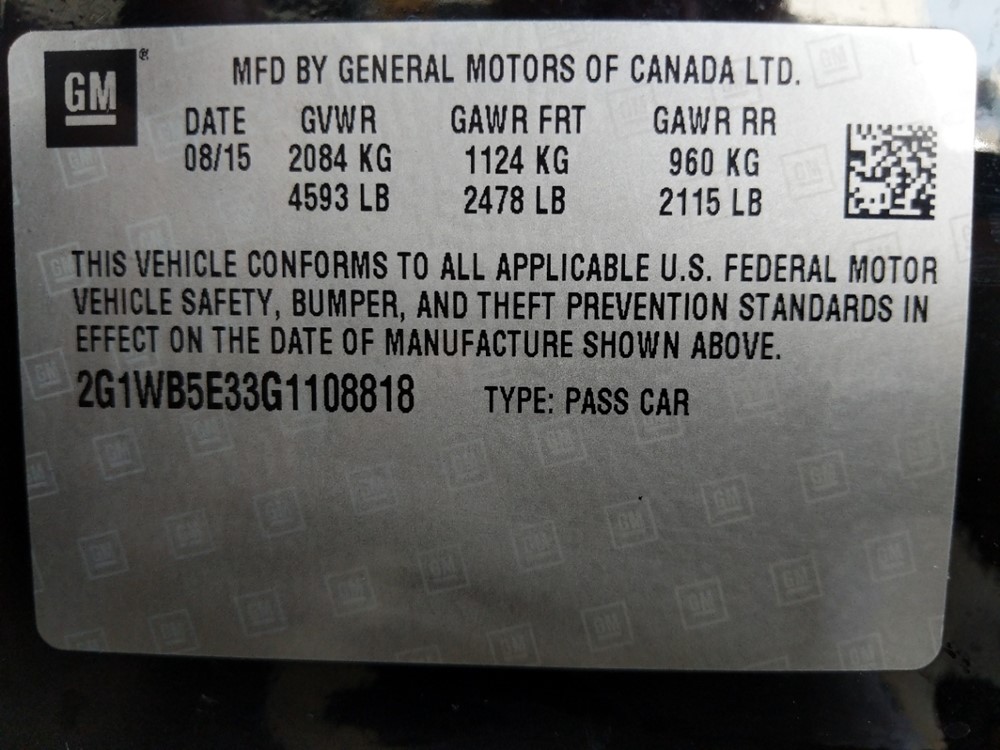 GM®
MFD BY GENERAL MOTORS OF CANADA LTD.
DATE GVWR GAWR FRT GAWR RR
08/15 2084 KG 1124 KG 960 KG
4593 LB 2478 LB 2115 LB
THIS VEHICLE CONFORMS TO ALL APPLICABLE U.S. FEDERAL MOTOR
VEHICLE SAFETY, BUMPER, AND THEFT PREVENTION STANDARDS IN
EFFECT ON THE DATE OF MANUFACTURE SHOWN ABOVE.
2G1WB5E33G1108818 TYPE: PASS CAR